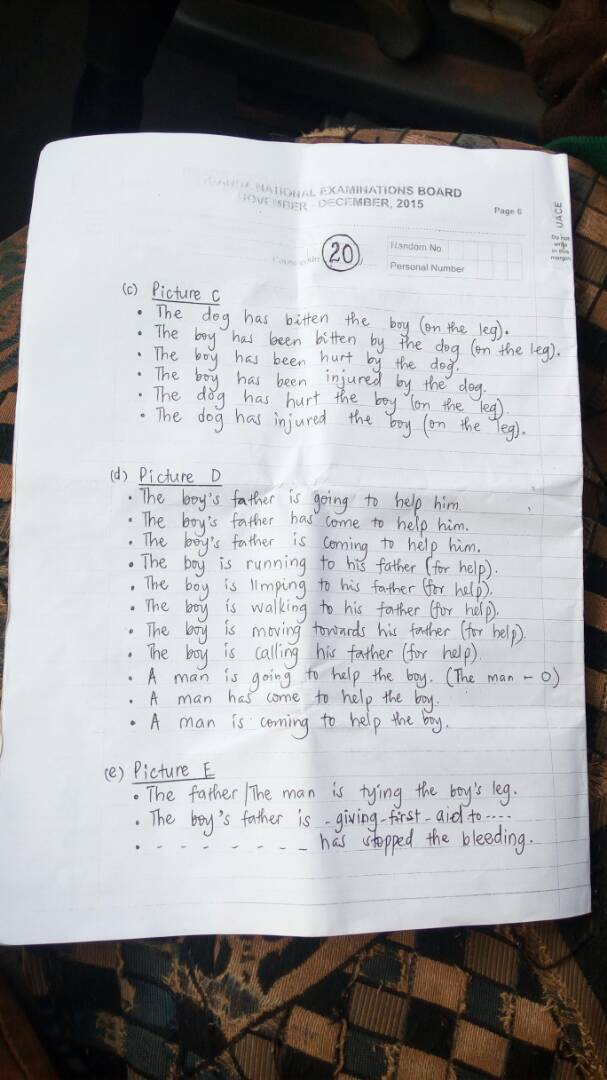 NATIONAL EXAMINATIONS BOARD
NOVEMBER - DECEMBER, 2015
Page 6
UACE
Do not
write
in this
margin
20
Random No.
Personal Number
(c) Picture C
• The dog has bitten the boy (on the leg).
• The boy has been bitten by the dog (on the leg).
• The boy has been hurt by the dog.
• The boy has been injured by the dog.
• The dog has hurt the boy (on the leg).
• The dog has injured the boy (on the leg).
(d) Picture D
• The boy's father is going to help him.
• The boy's father has come to help him.
• The boy's father is coming to help him.
• The boy is running to his father (for help).
• The boy is limping to his father (for help).
• The boy is walking to his father (for help).
• The boy is moving towards his father (for help).
• The boy is calling his father (for help).
• A man is going to help the boy. (The man - 0)
• A man has come to help the boy.
• A man is coming to help the boy.
(e) Picture E
• The father/The man is tying the boy's leg.
• The boy's father is - giving-first-aid to ----
• - - - - - - - - has stopped the bleeding.